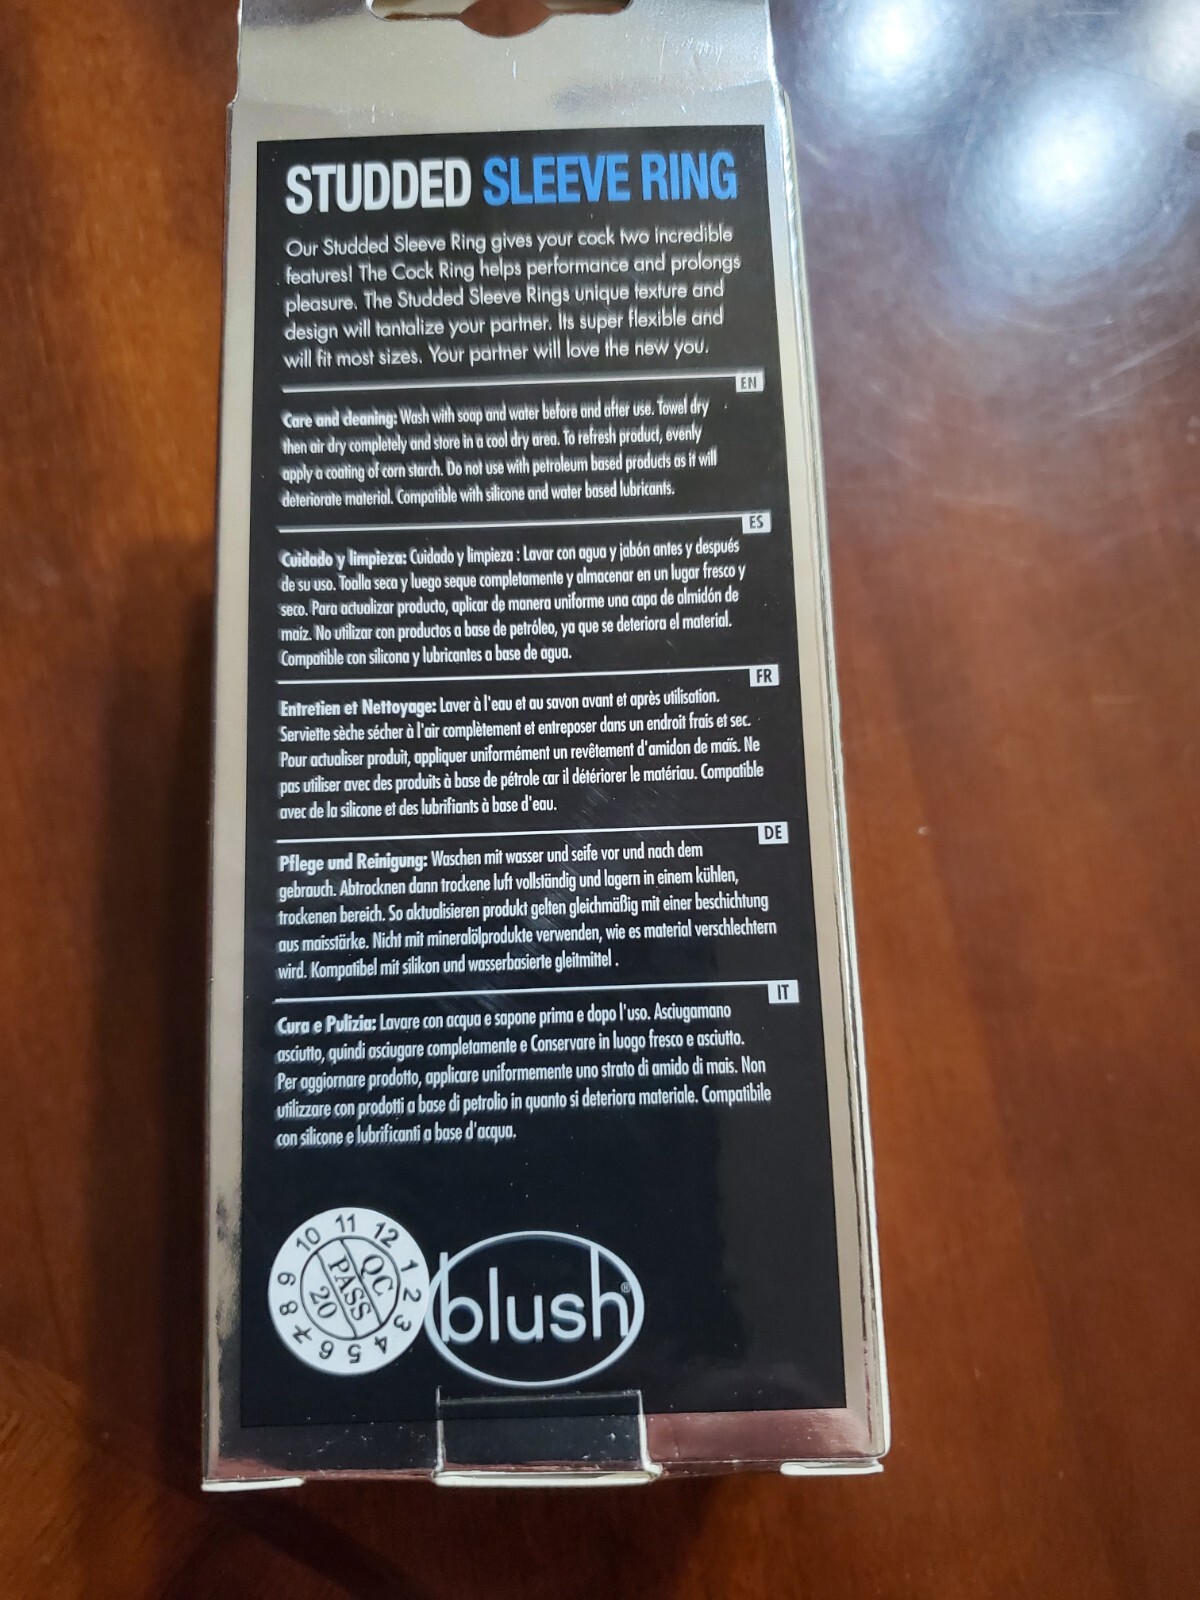 STUDDED SLEEVE RING
Our Studded Sleeve Ring gives your cock two incredible
features! The Cock Ring helps performance and prolongs
pleasure. The Studded Sleeve Rings unique texture and
design will tantalize your partner. Its super flexible and
will fit most sizes. Your partner will love the new you.
EN
Care and cleaning: Wash with soap and water before and after use. Towel dry
then air dry completely and store in a cool dry area. To refresh product, evenly
apply a coating of corn starch. Do not use with petroleum based products as it will
deteriorate material. Compatible with silicone and water based lubricants.
ES
Cuidado y limpieza: Cuidado y limpieza : Lavar con agua y jabón antes y después
de su uso. Toalla seca y luego seque completamente y almacenar en un lugar fresco y
seco. Para actualizar producto, aplicar de manera uniforme una capa de almidón de
maíz. No utilizar con productos a base de petróleo, ya que se deteriora el material.
Compatible con silicona y lubricantes a base de agua.
FR
Entretien et Nettoyage: Laver à l'eau et au savon avant et après utilisation.
Serviette sèche sécher à l'air complètement et entreposer dans un endroit frais et sec.
Pour actualiser produit, appliquer uniformément un revêtement d'amidon de maïs. Ne
pas utiliser avec des produits à base de pétrole car il détériorer le matériau. Compatible
avec de la silicone et des lubrifiants à base d'eau.
DE
Pflege und Reinigung: Waschen mit wasser und seife vor und nach dem
gebrauch. Abtrocknen dann trockene luft vollständig und lagern in einem kühlen,
trockenen bereich. So aktualisieren produkt gelten gleichmäßig mit einer beschichtung
aus maisstärke. Nicht mit mineralölprodukte verwenden, wie es material verschlechtern
wird. Kompatibel mit silikon und wasserbasierte gleitmittel .
IT
Cura e Pulizia: Lavare con acqua e sapone prima e dopo l'uso. Asciugamano
asciutto, quindi asciugare completamente e Conservare in luogo fresco e asciutto.
Per aggiornare prodotto, applicare uniformemente uno strato di amido di mais. Non
utilizzare con prodotti a base di petrolio in quanto si deteriora materiale. Compatibile
con silicone e lubrificanti a base d'acqua.
1 2 3 4 5 6 7 8 9 10 11 12
QC
PASS
20
blush®